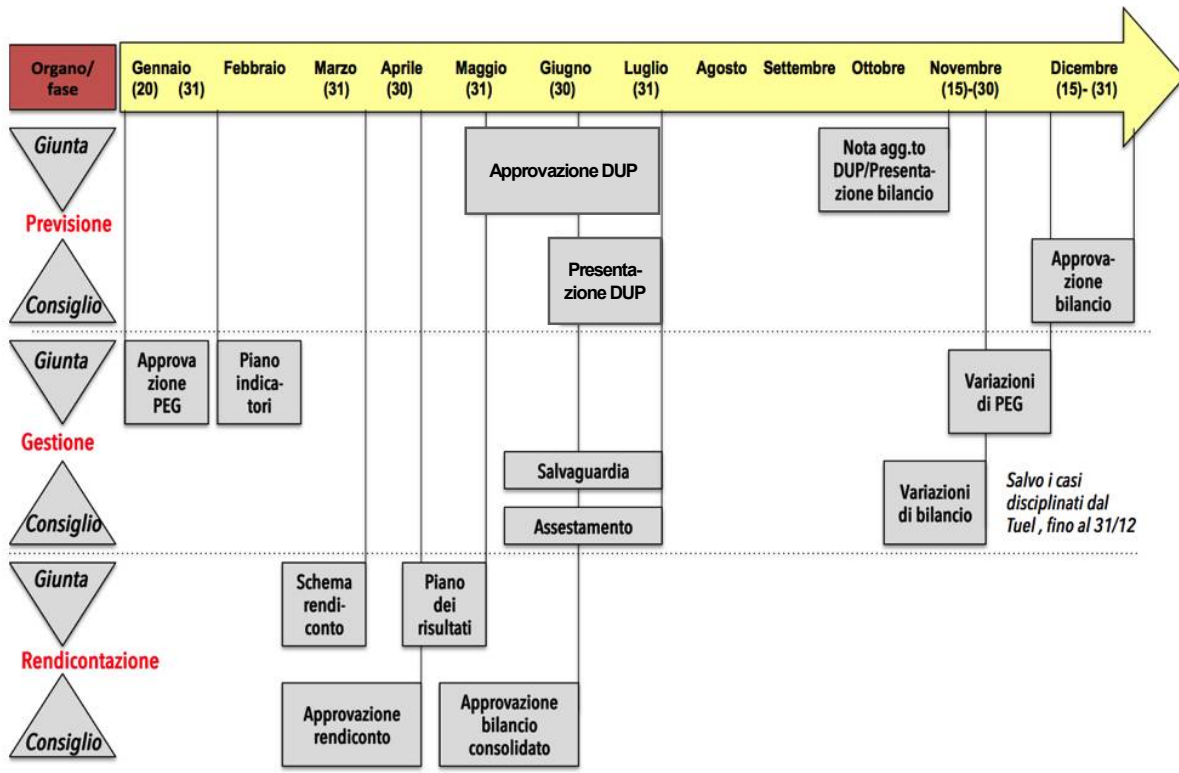 Organo/
fase
Gennaio
(20) (31)
Febbraio
Marzo
(31)
Aprile
(30)
Maggio
(31)
Giugno
(30)
Luglio
(31)
Agosto
Settembre
Ottobre
Novembre
(15)-(30)
Dicembre
(15)- (31)
Giunta
Previsione
Consiglio
Approvazione DUP
Nota agg.to
DUP/Presenta-
zione bilancio
Presenta-
zione DUP
Approva-
zione
bilancio
Giunta
Gestione
Consiglio
Approva
zione
PEG
Piano
indica-
tori
Variazioni
di PEG
Salvaguardia
Assestamento
Variazioni
di bilancio
Salvo i casi
disciplinati dal
Tuel , fino al 31/12
Giunta
Rendicontazione
Consiglio
Schema
rendi-
conto
Piano
dei
risultati
Approvazione
rendiconto
Approvazione
bilancio
consolidato